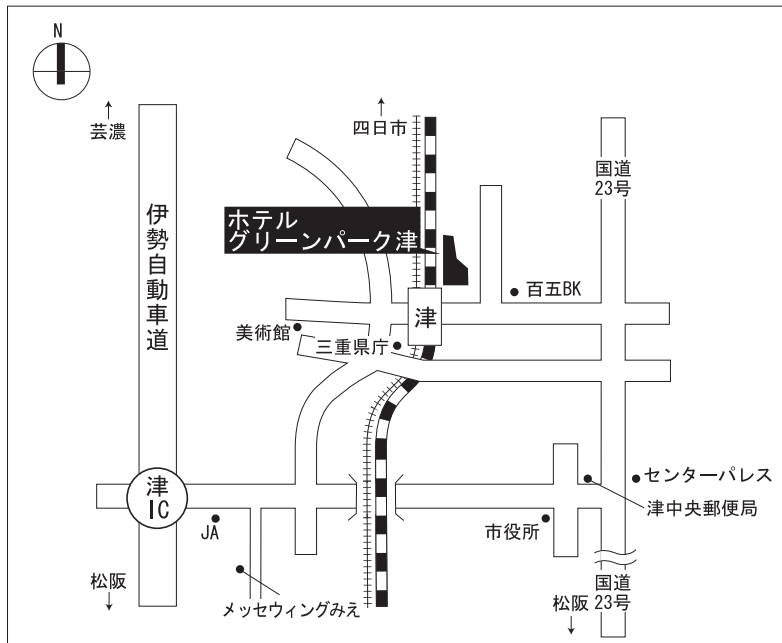 N
芸濃
四日市
国道
23号
伊勢自動車道
ホテル
グリーンパーク津
百五BK
津
美術館
三重県庁
津
IC
センターパレス
津中央郵便局
JA
市役所
松阪
メッセウィングみえ
国道
23号
松阪